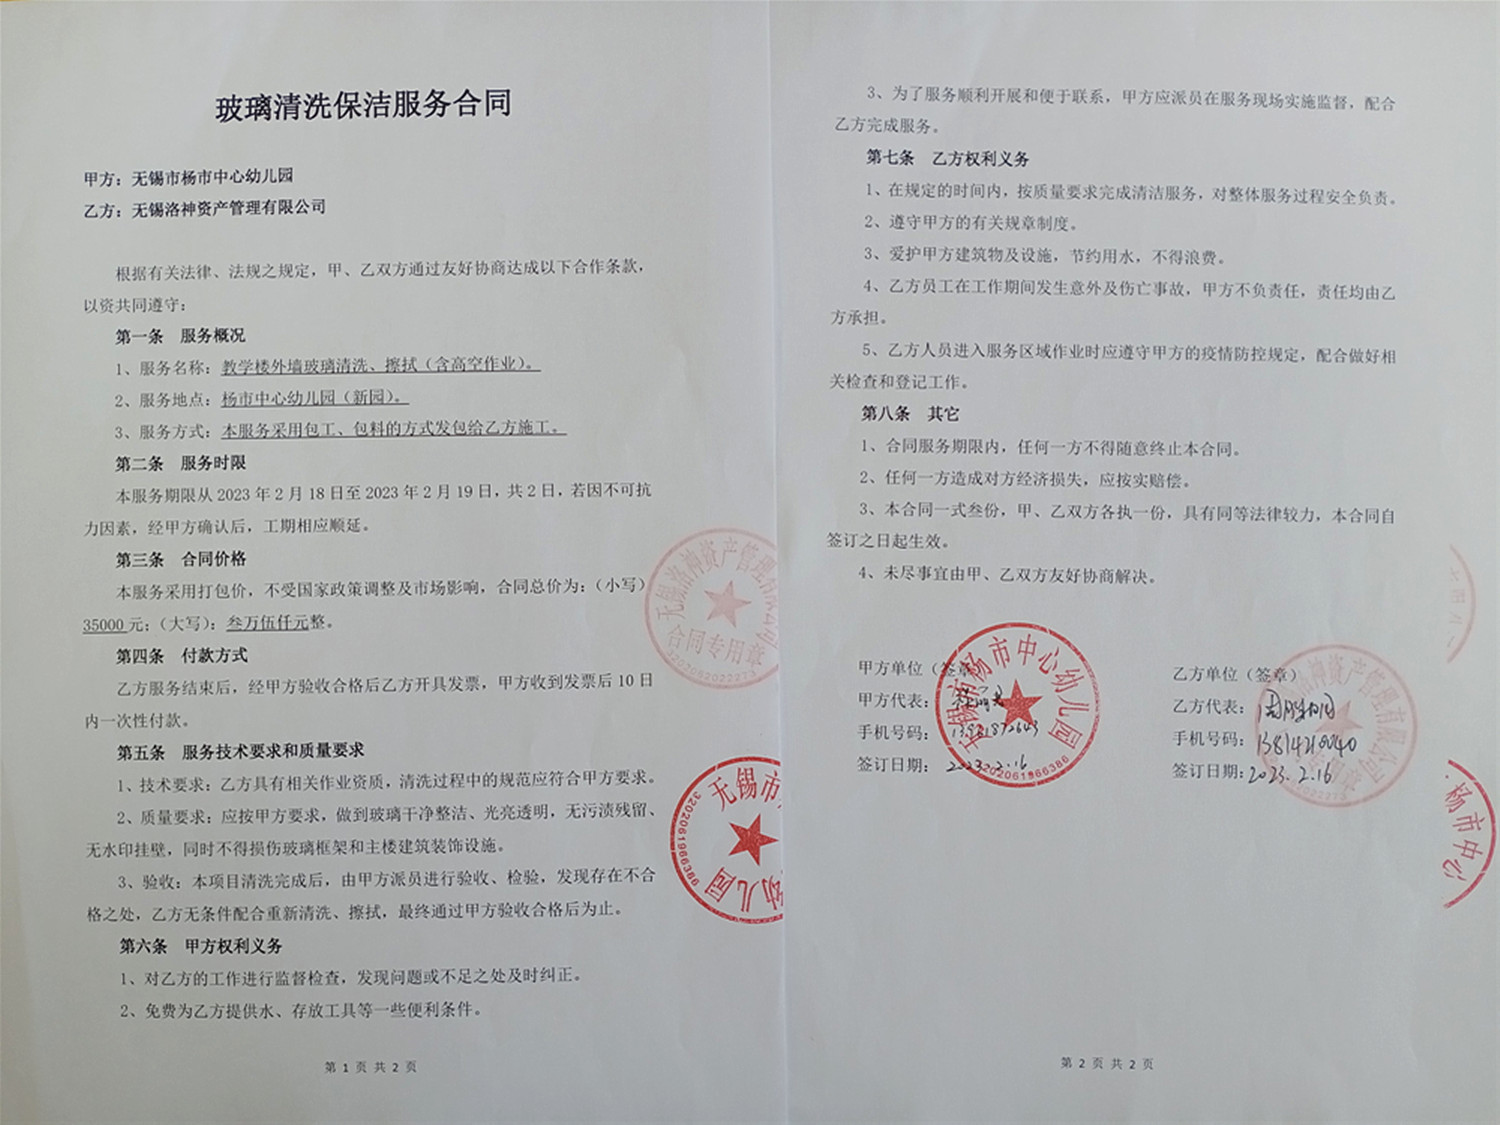 玻璃清洗保洁服务合同
甲方：无锡市杨市中心幼儿园
乙方：无锡洛神资产管理有限公司
根据有关法律、法规之规定，甲、乙双方通过友好协商达成以下合作条款，
以资共同遵守：
第一条 服务概况
1、服务名称：教学楼外墙玻璃清洗、擦拭（含高空作业）。
2、服务地点：杨市中心幼儿园（新园）。
3、服务方式：本服务采用包工、包料的方式发包给乙方施工。
第二条 服务时限
本服务期限从 2023 年 2 月 18 日至 2023 年 2 月 19 日，共 2 日，若因不可抗
力因素，经甲方确认后，工期相应顺延。
第三条 合同价格
本服务采用打包价，不受国家政策调整及市场影响，合同总价为：（小写）
35000 元；（大写）：叁万伍仟元整。
第四条 付款方式
乙方服务结束后，经甲方验收合格后乙方开具发票，甲方收到发票后 10 日
内一次性付款。
第五条 服务技术要求和质量要求
1、技术要求：乙方具有相关作业资质，清洗过程中的规范应符合甲方要求。
2、质量要求：应按甲方要求，做到玻璃干净整洁、光亮透明，无污渍残留、
无水印挂壁，同时不得损伤玻璃框架和主楼建筑装饰设施。
3、验收：本项目清洗完成后，由甲方派员进行验收、检验，发现存在不合
格之处，乙方无条件配合重新清洗、擦拭，最终通过甲方验收合格后为止。
第六条 甲方权利义务
1、对乙方的工作进行监督检查，发现问题或不足之处及时纠正。
2、免费为乙方提供水、存放工具等一些便利条件。
第 1 页 共 2 页
无锡洛神资产管理有限公司
合同专用章
3202062022273
无锡市
幼儿园
3202061966386
3、为了服务顺利开展和便于联系，甲方应派员在服务现场实施监督，配合
乙方完成服务。
第七条 乙方权利义务
1、在规定的时间内，按质量要求完成清洁服务，对整体服务过程安全负责。
2、遵守甲方的有关规章制度。
3、爱护甲方建筑物及设施，节约用水，不得浪费。
4、乙方员工在工作期间发生意外及伤亡事故，甲方不负责任，责任均由乙
方承担。
5、乙方人员进入服务区域作业时应遵守甲方的疫情防控规定，配合做好相
关检查和登记工作。
第八条 其它
1、合同服务期限内，任何一方不得随意终止本合同。
2、任何一方造成对方经济损失，应按实赔偿。
3、本合同一式叁份，甲、乙双方各执一份，具有同等法律较力，本合同自
签订之日起生效。
4、未尽事宜由甲、乙双方友好协商解决。
甲方单位（签章）
甲方代表：
手机号码：
签订日期：2023.2.16
无锡市杨市中心幼儿园
3202061966386
乙方单位（签章）
乙方代表：
手机号码：13814218040
签订日期：2023.2.16
杨市中心
第 2 页 共 2 页